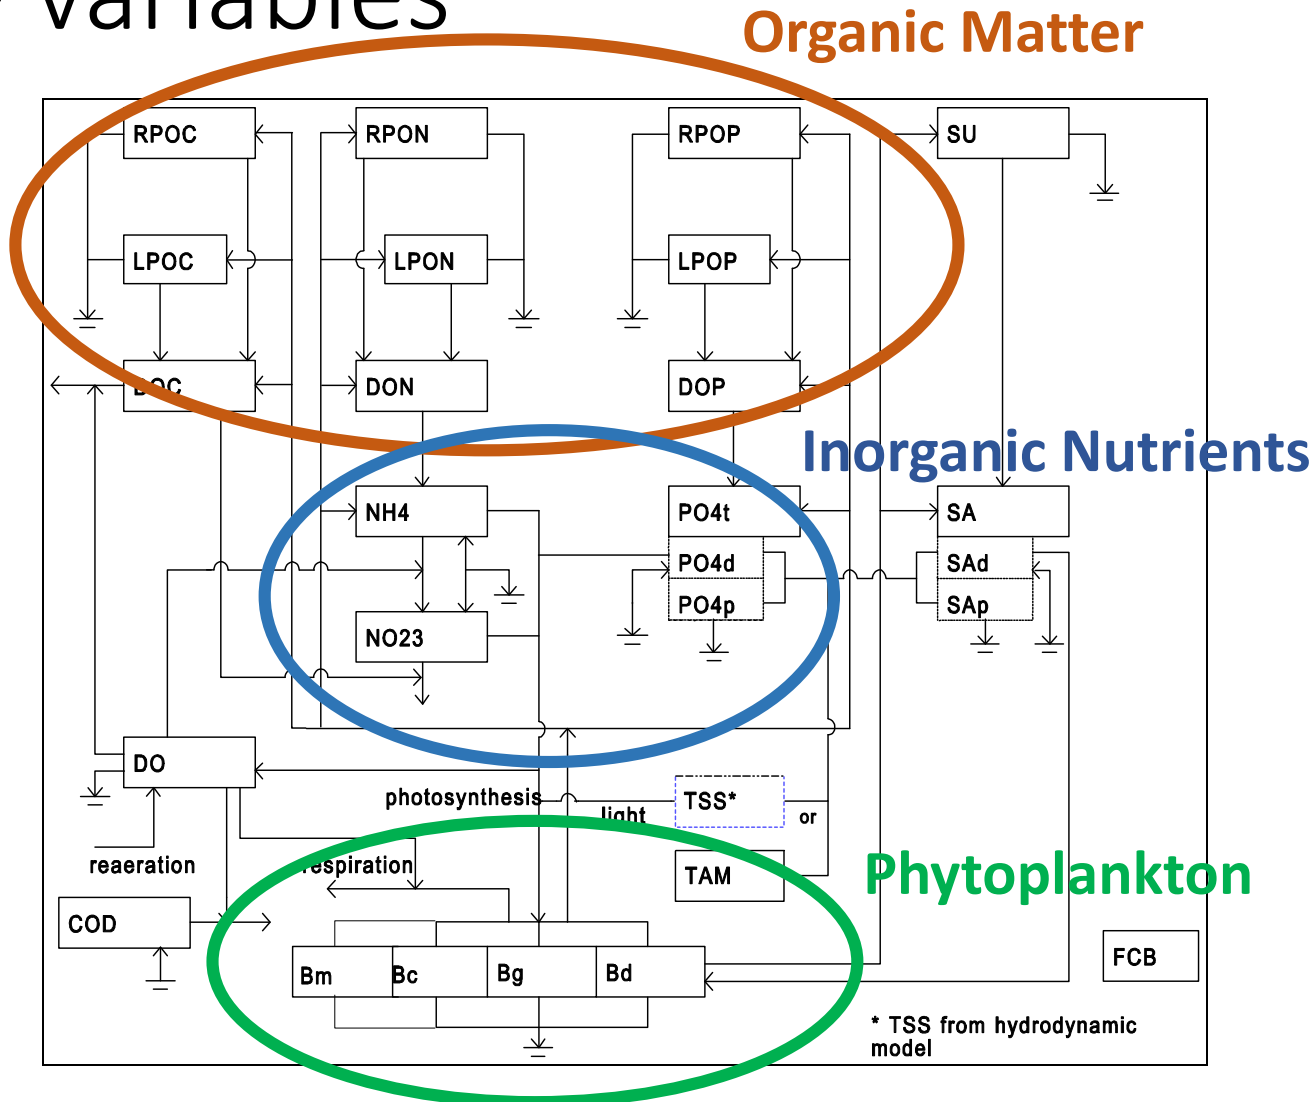 variables
Organic Matter
RPOC
RPON
RPOP
SU
LPOC
LPON
LPOP
DOC
DON
DOP
Inorganic Nutrients
NH4
PO4t
SA
PO4d
SAd
PO4p
SAp
NO23
DO
photosynthesis
TSS*
light
or
reaeration
respiration
TAM
Phytoplankton
COD
Bm
Bc
Bg
Bd
FCB
* TSS from hydrodynamic
model